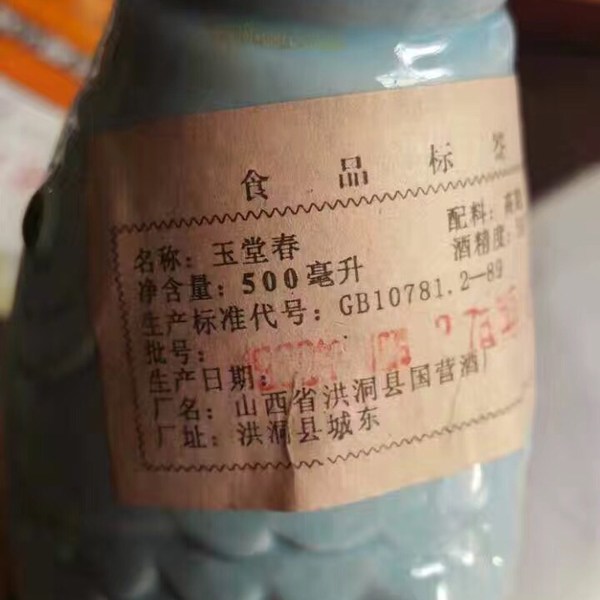 食品标签
名称：玉堂春 配料：高
净含量：500毫升 酒精度：
生产标准代号：GB10781.2—89
批号：
生产日期：
厂名：山西省洪洞县国营酒厂
厂址：洪洞县城东